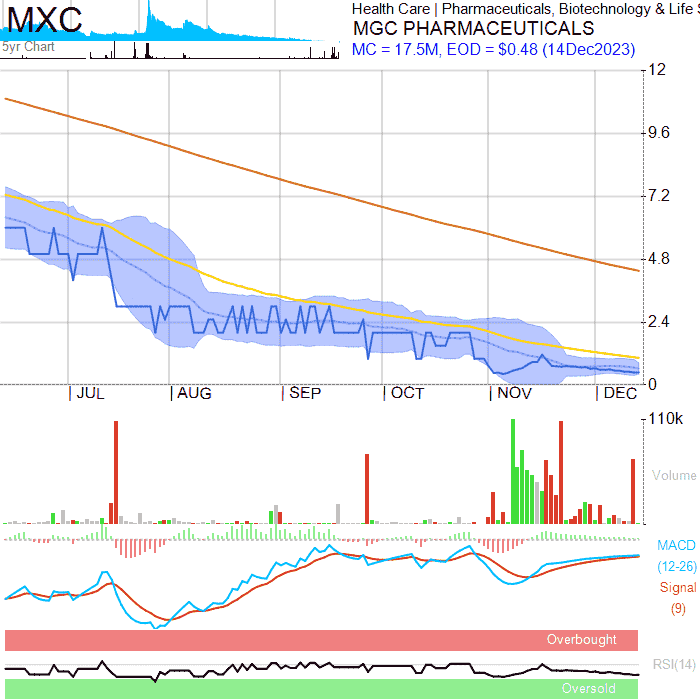 MXC
5yr Chart
Health Care | Pharmaceuticals, Biotechnology & Life S
MGC PHARMACEUTICALS
MC = 17.5M, EOD = $0.48 (14Dec2023)
12
9.6
7.2
4.8
2.4
0
JUL AUG SEP OCT NOV DEC
110k
Volume
MACD
(12-26)
Signal
(9)
Overbought
RSI(14)
Oversold